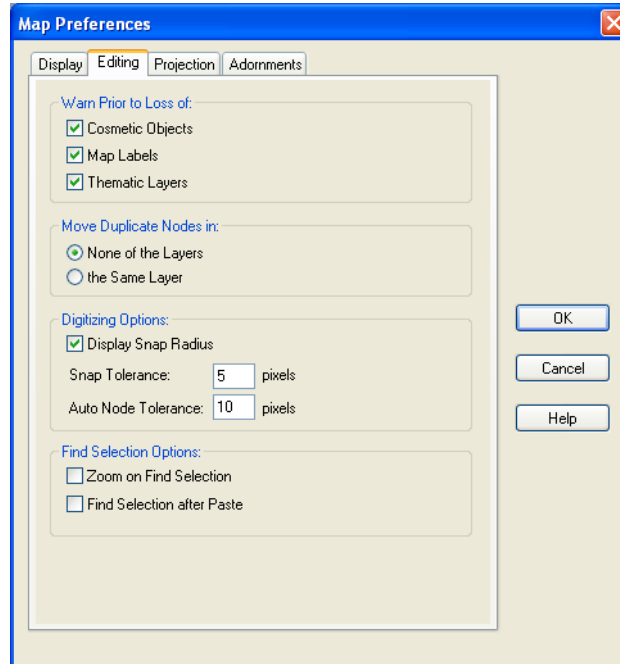 Map Preferences
Display Editing Projection Adornments
Warn Prior to Loss of:
Cosmetic Objects
Map Labels
Thematic Layers
Move Duplicate Nodes in:
None of the Layers
the Same Layer
Digitizing Options:
Display Snap Radius
Snap Tolerance: 5 pixels
Auto Node Tolerance: 10 pixels
Find Selection Options:
Zoom on Find Selection
Find Selection after Paste
OK
Cancel
Help